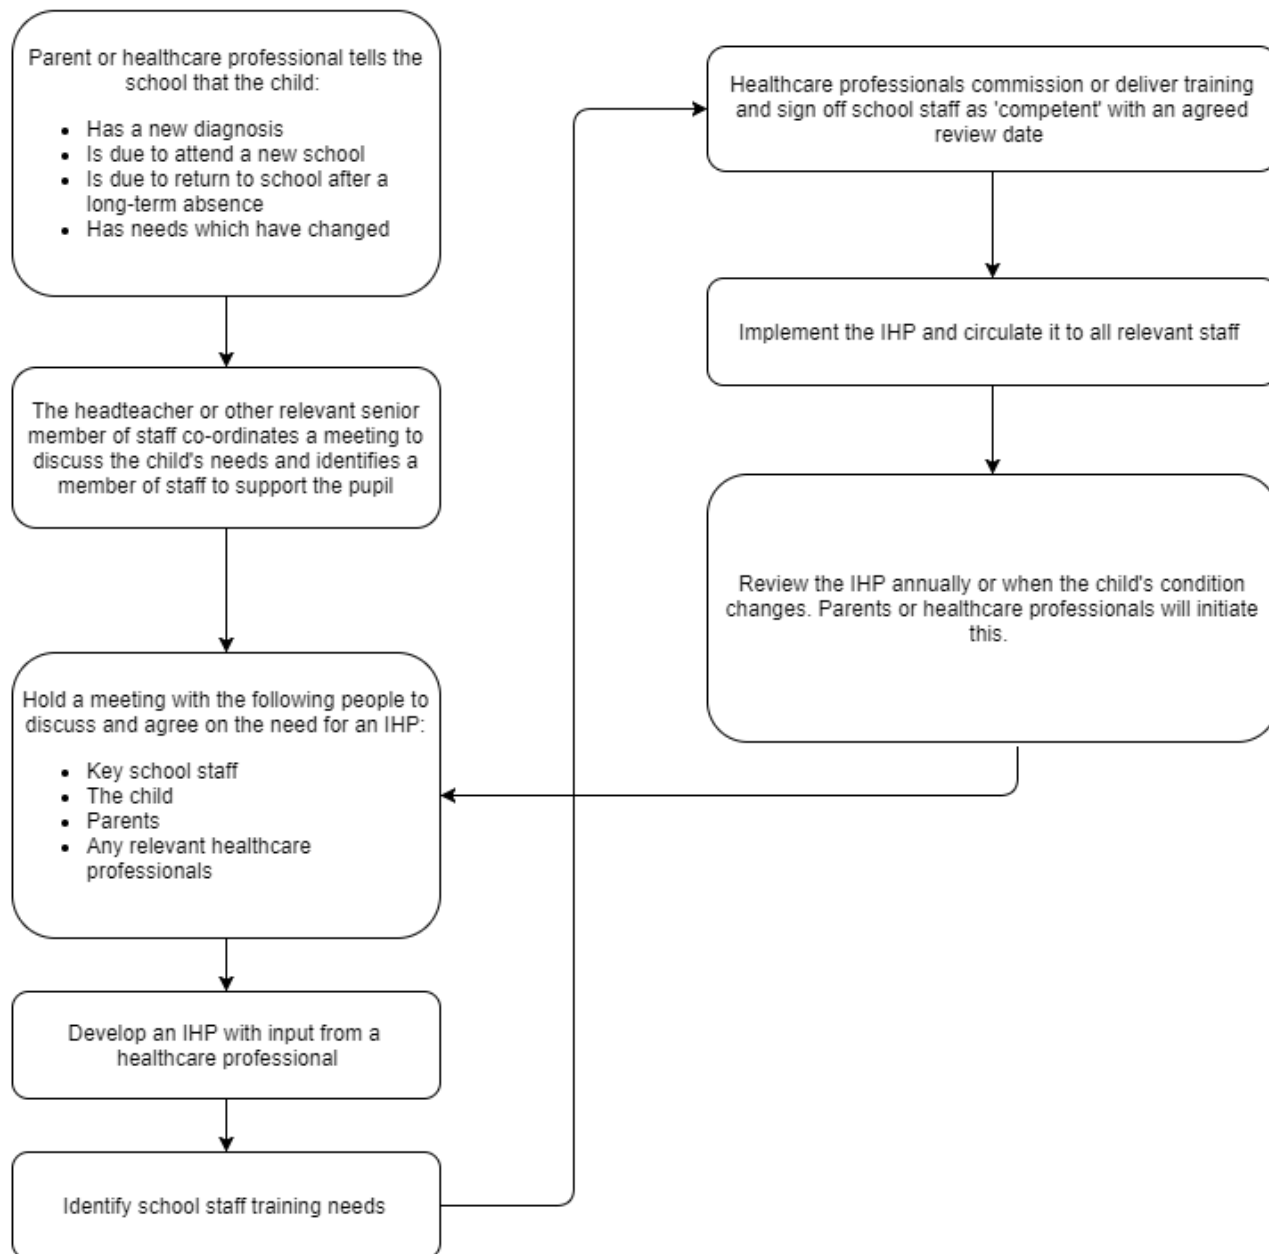 Parent or healthcare professional tells the
school that the child:
• Has a new diagnosis
• Is due to attend a new school
• Is due to return to school after a
long-term absence
• Has needs which have changed
The headteacher or other relevant senior
member of staff co-ordinates a meeting to
discuss the child's needs and identifies a
member of staff to support the pupil
Hold a meeting with the following people to
discuss and agree on the need for an IHP:
• Key school staff
• The child
• Parents
• Any relevant healthcare
professionals
Develop an IHP with input from a
healthcare professional
Identify school staff training needs
Healthcare professionals commission or deliver training
and sign off school staff as 'competent' with an agreed
review date
Implement the IHP and circulate it to all relevant staff
Review the IHP annually or when the child's condition
changes. Parents or healthcare professionals will initiate
this.